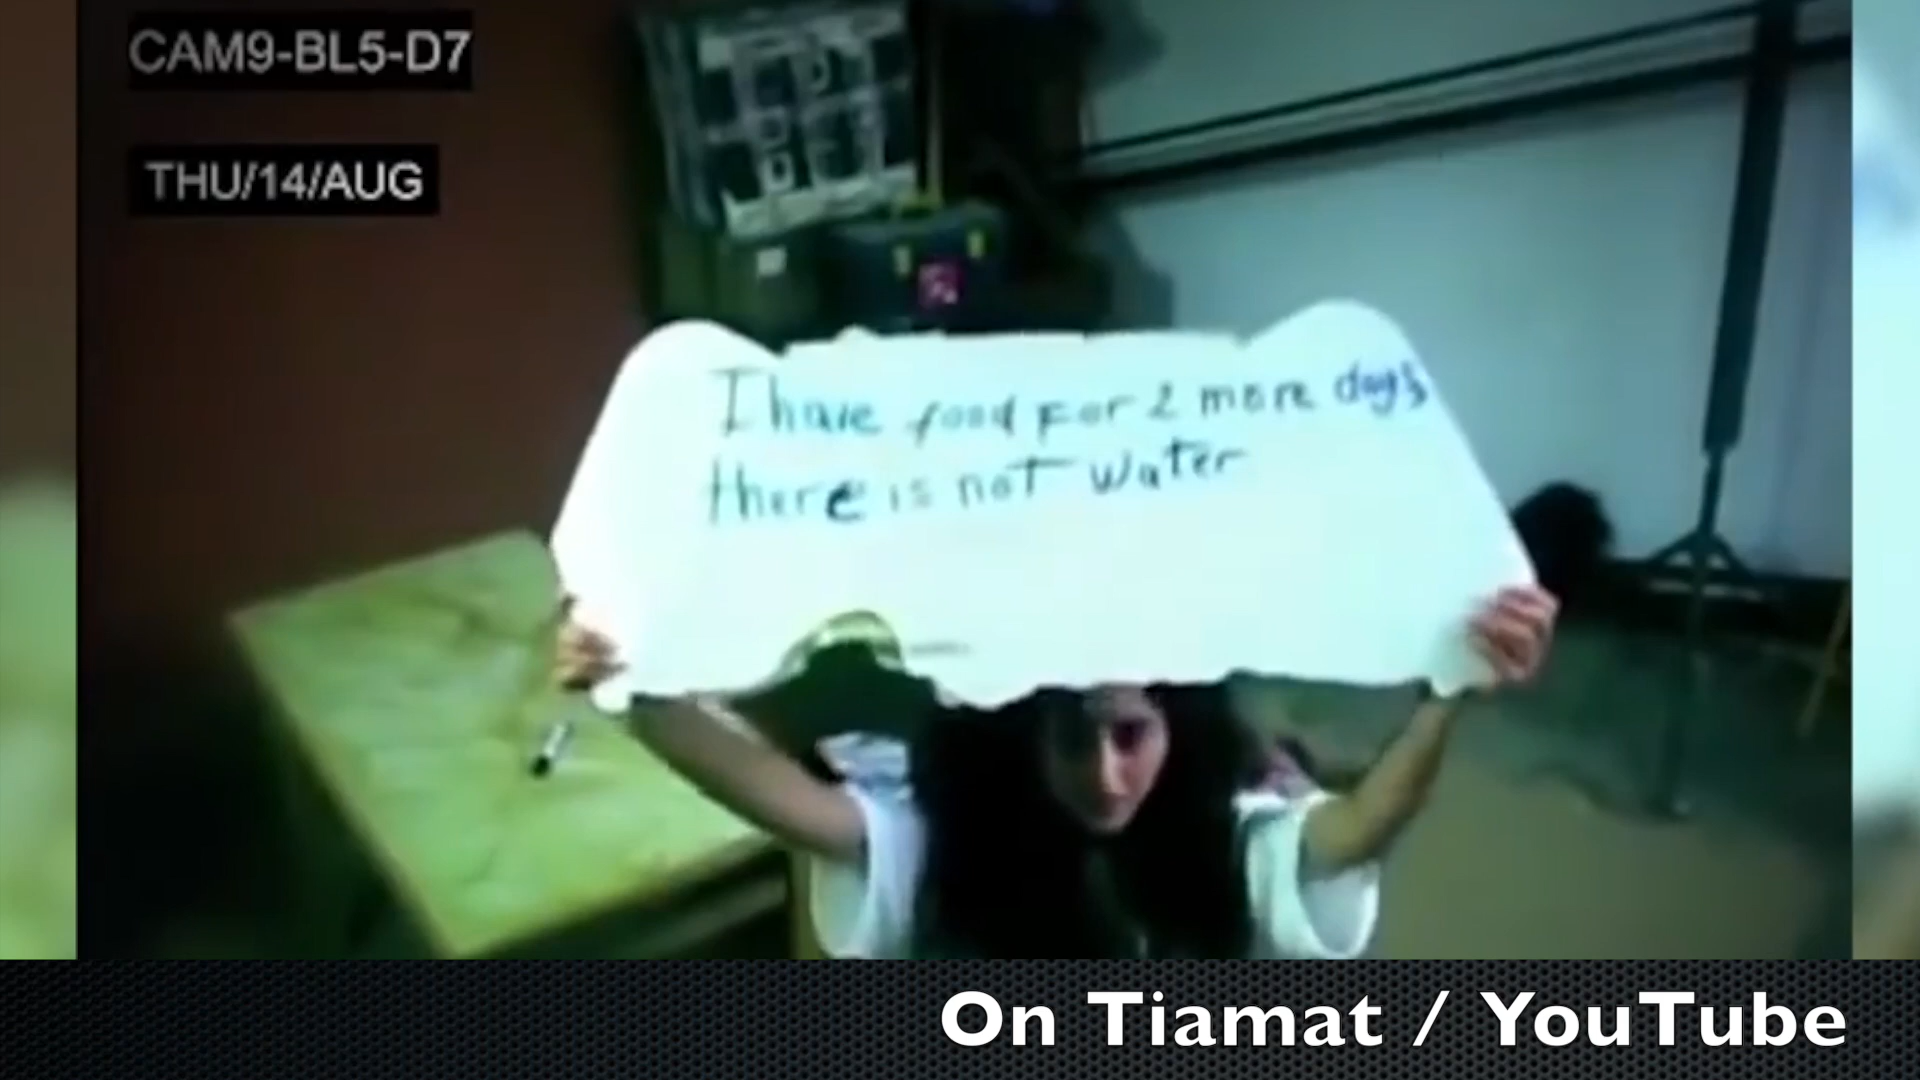 CAM9-BL5-D7
THU/14/AUG
I have food for 2 more days
there is not water
On Tiamat / YouTube